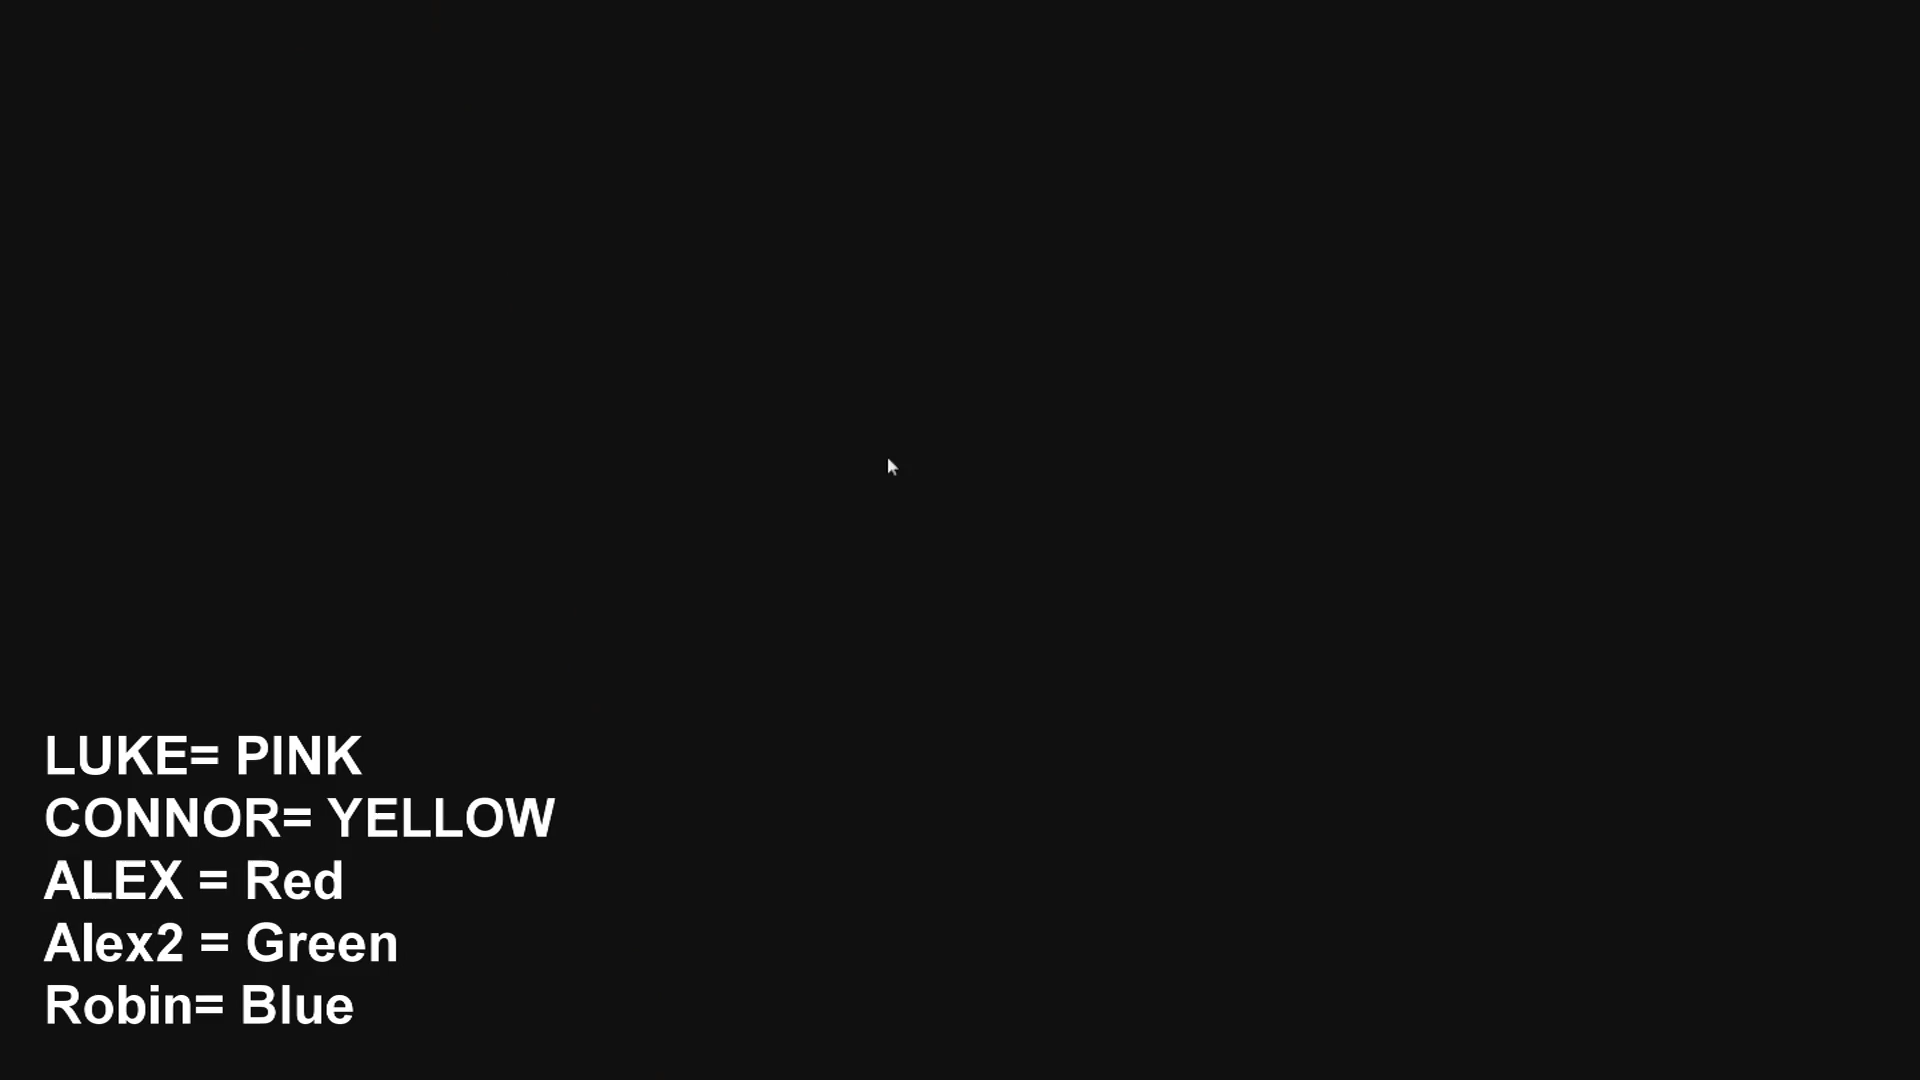 LUKE= PINK
CONNOR= YELLOW
ALEX = Red
Alex2 = Green
Robin= Blue